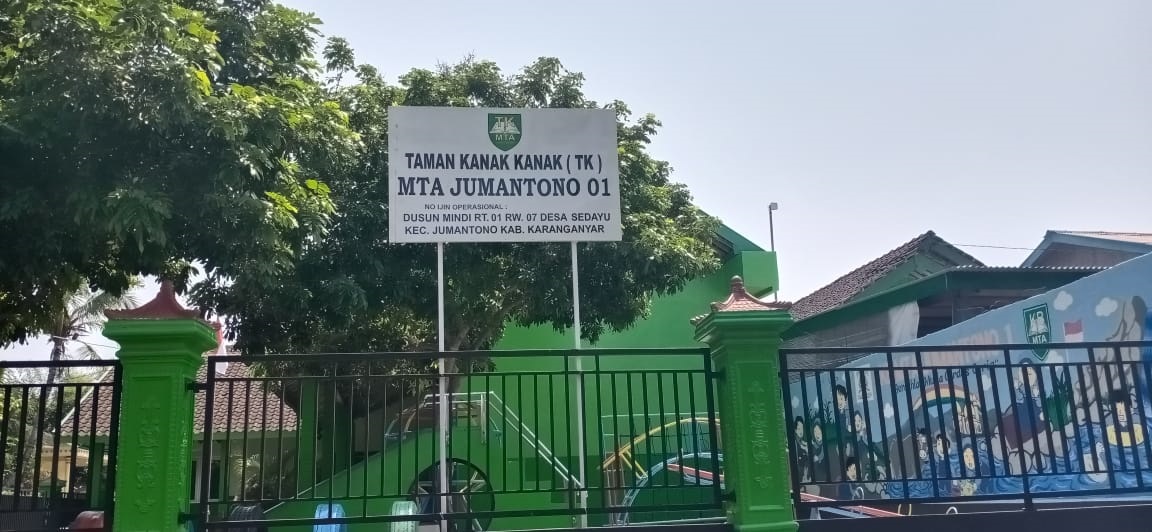 TK
MTA
TAMAN KANAK KANAK ( TK )
MTA JUMANTONO 01
NO IJIN OPERASIONAL :
DUSUN MINDI RT. 01 RW. 07 DESA SEDAYU
KEC. JUMANTONO KAB. KARANGANYAR
MTA